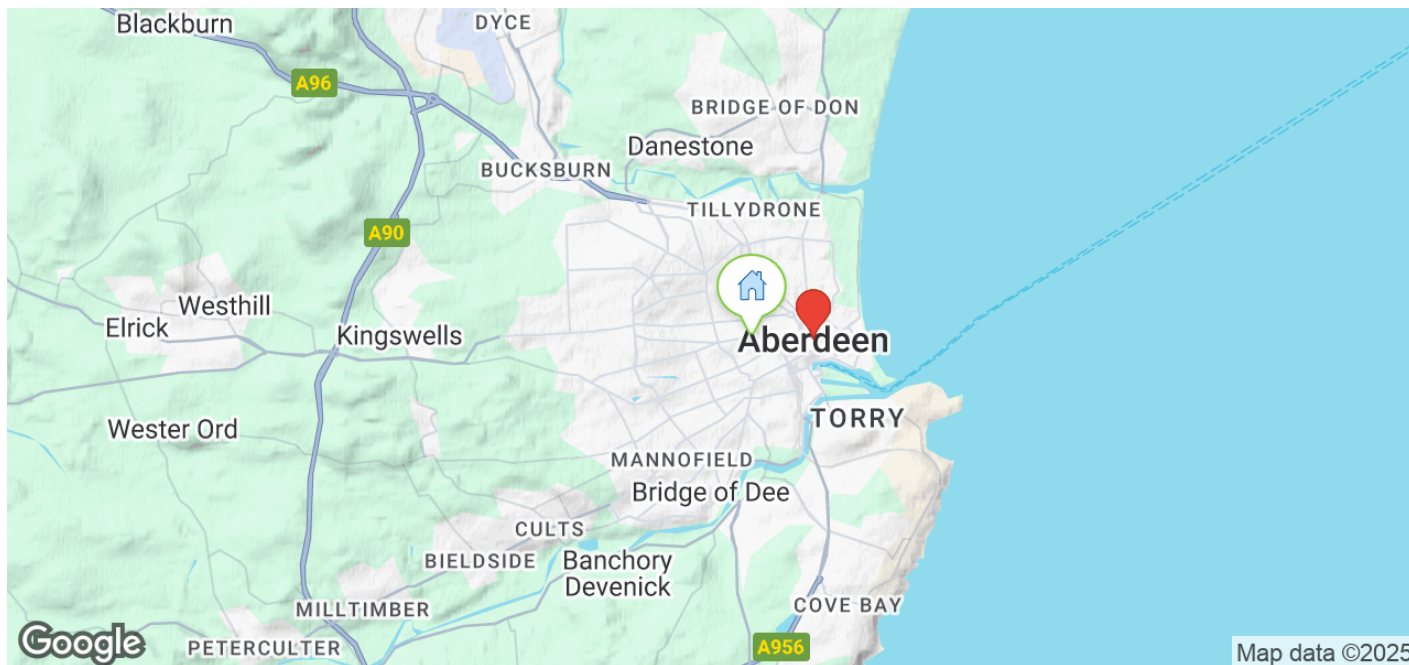 Blackburn
DYCE
A96
BRIDGE OF DON
Danestone
BUCKSBURN
TILLYDRONE
A90
Westhill
Elrick
Kingswells
Aberdeen
TORRY
Wester Ord
MANNOFIELD
Bridge of Dee
CULTS
BIELDSIDE
Banchory
Devenick
MILLTIMBER
COVE BAY
PETERCULTER
A956
Google
Map data ©2025